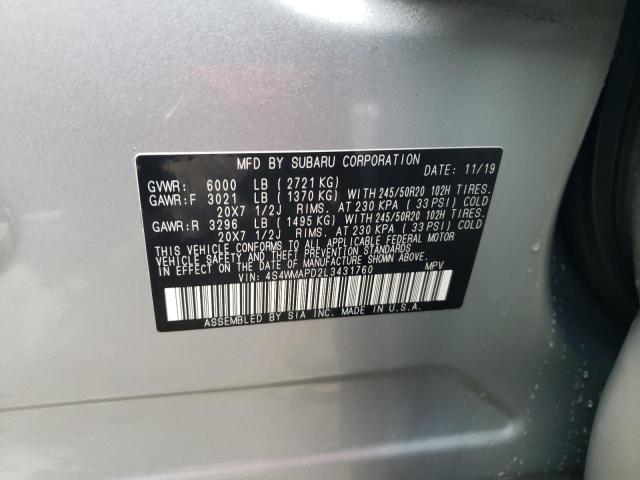 MFD BY SUBARU CORPORATION DATE: 11/19
GVWR: 6000 LB (2721 KG)
GAWR:F 3021 LB (1370 KG) WITH 245/50R20 102H TIRES.
20X7 1/2J RIMS. AT 230 KPA (33 PSI) COLD
GAWR:R 3296 LB (1495 KG) WITH 245/50R20 102H TIRES.
20X7 1/2J RIMS. AT 230 KPA (33 PSI) COLD
THIS VEHICLE CONFORMS TO ALL APPLICABLE FEDERAL MOTOR
VEHICLE SAFETY AND THEFT PREVENTION STANDARDS
IN EFFECT ON THE DATE OF MANUFACTURE SHOWN ABOVE.
VIN: 4S4WMAPD2L3431760 MPV
ASSEMBLED BY SIA INC. MADE IN U.S.A.